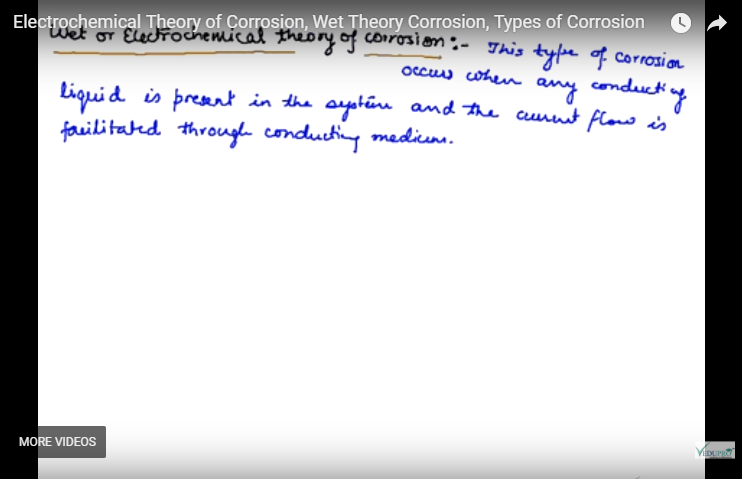 Electrochemical Theory of Corrosion, Wet Theory Corrosion, Types of Corrosion
Wet or Electrochemical theory of corrosion :- This type of corrosion
occurs when any conducting
liquid is present in the system and the current flow is
facilitated through conducting medium.
MORE VIDEOS
VEDUPRO